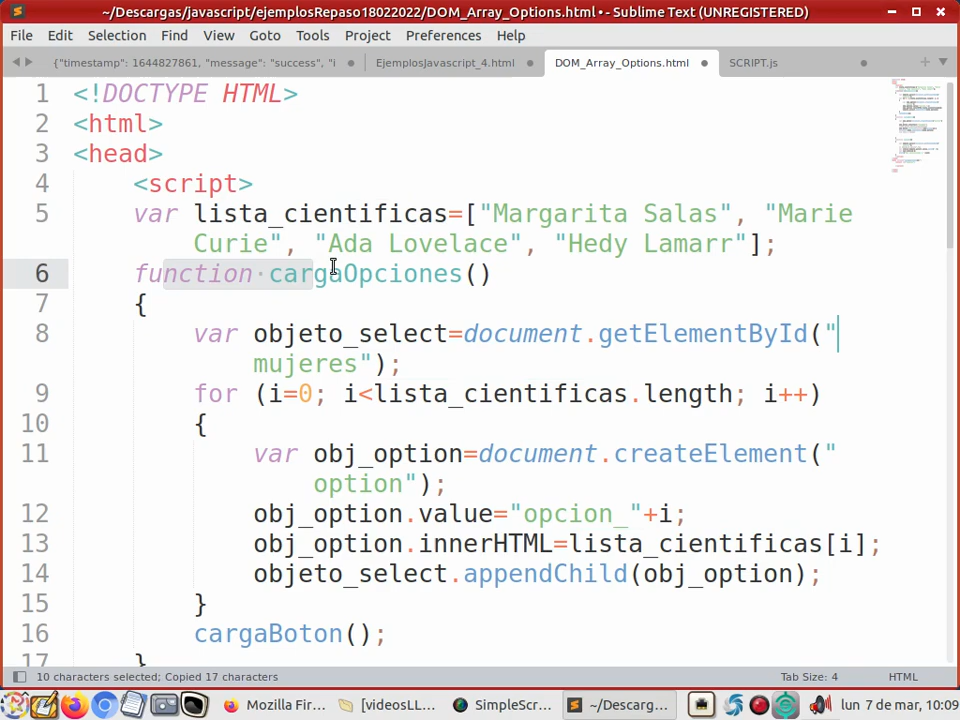 ~/Descargas/javascript/ejemplosRepaso18022022/DOM_Array_Options.html • - Sublime Text (UNREGISTERED)
File Edit Selection Find View Goto Tools Project Preferences Help
{"timestamp": 1644827861, "message": "success", "i EjemplosJavascript_4.html DOM_Array_Options.html SCRIPT.js
1 <!DOCTYPE HTML>
2 <html>
3 <head>
4 <script>
5 var lista_cientificas=["Margarita Salas", "Marie
Curie", "Ada Lovelace", "Hedy Lamarr"];
6 function cargaOpciones()
7 {
8 var objeto_select=document.getElementById("
mujeres");
9 for (i=0; i<lista_cientificas.length; i++)
10 {
11 var obj_option=document.createElement("
option");
12 obj_option.value="opcion_"+i;
13 obj_option.innerHTML=lista_cientificas[i];
14 objeto_select.appendChild(obj_option);
15 }
16 cargaBoton();
17 }
10 characters selected; Copied 17 characters Tab Size: 4 HTML
Mozilla Fir... [videosLL... SimpleScr... ~/Descarg... lun 7 de mar, 10:09